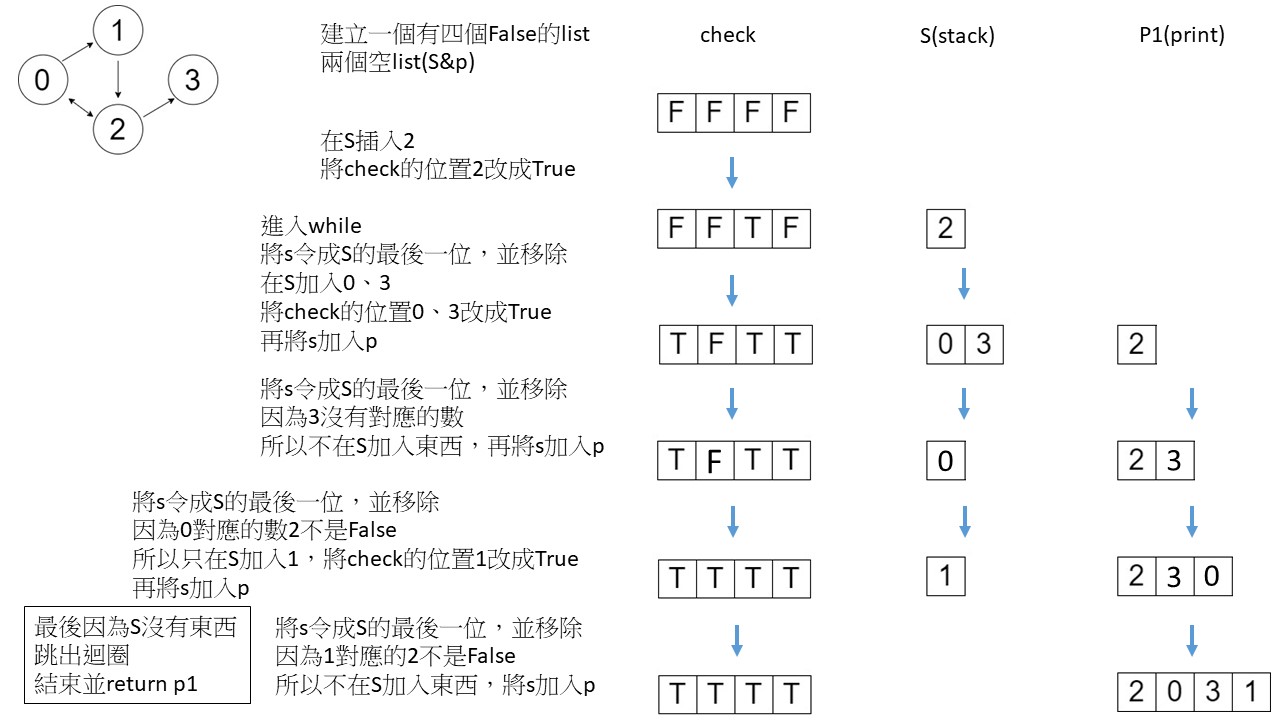 1
0
3
2
建立一個有四個False的list
兩個空list(S&p)
check
S(stack)
P1(print)
F F F F
在S插入2
將check的位置2改成True
進入while
將s令成S的最後一位，並移除
在S加入0、3
將check的位置0、3改成True
再將s加入p
F F T F
2
T F T T
0 3
2
將s令成S的最後一位，並移除
因為3沒有對應的數
所以不在S加入東西，再將s加入p
T F T T
0
2 3
將s令成S的最後一位，並移除
因為0對應的數2不是False
所以只在S加入1，將check的位置1改成True
再將s加入p
T T T T
1
2 3 0
最後因為S沒有東西
跳出迴圈
結束並return p1
將s令成S的最後一位，並移除
因為1對應的2不是False
所以不在S加入東西，將s加入p
T T T T
2 0 3 1